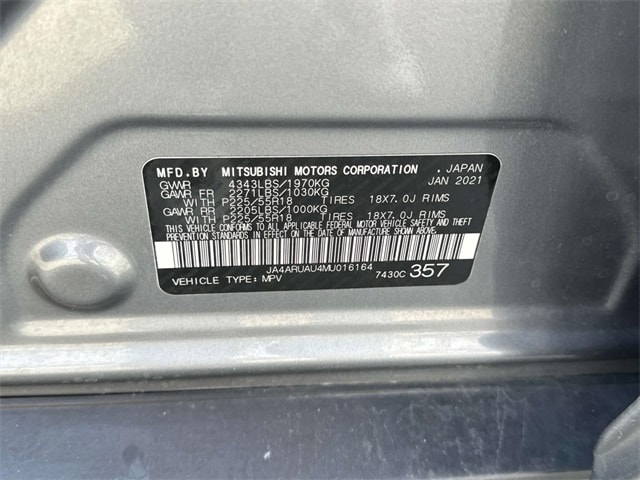 MFD.BY MITSUBISHI MOTORS CORPORATION . JAPAN
GVWR 4343LBS/1970KG JAN 2021
GAWR FR 2271LBS/1030KG
WITH P225/55R18 TIRES 18X7.0J RIMS
GAWR RR 2205LBS/1000KG
WITH P225/55R18 TIRES 18X7.0J RIMS
THIS VEHICLE CONFORMS TO ALL APPLICABLE FEDERAL MOTOR VEHICLE SAFETY AND THEFT
PREVENTION STANDARDS IN EFFECT ON THE DATE OF MANUFACTURE SHOWN ABOVE.
JA4ARUAU4MU016164
VEHICLE TYPE: MPV 7430C 357